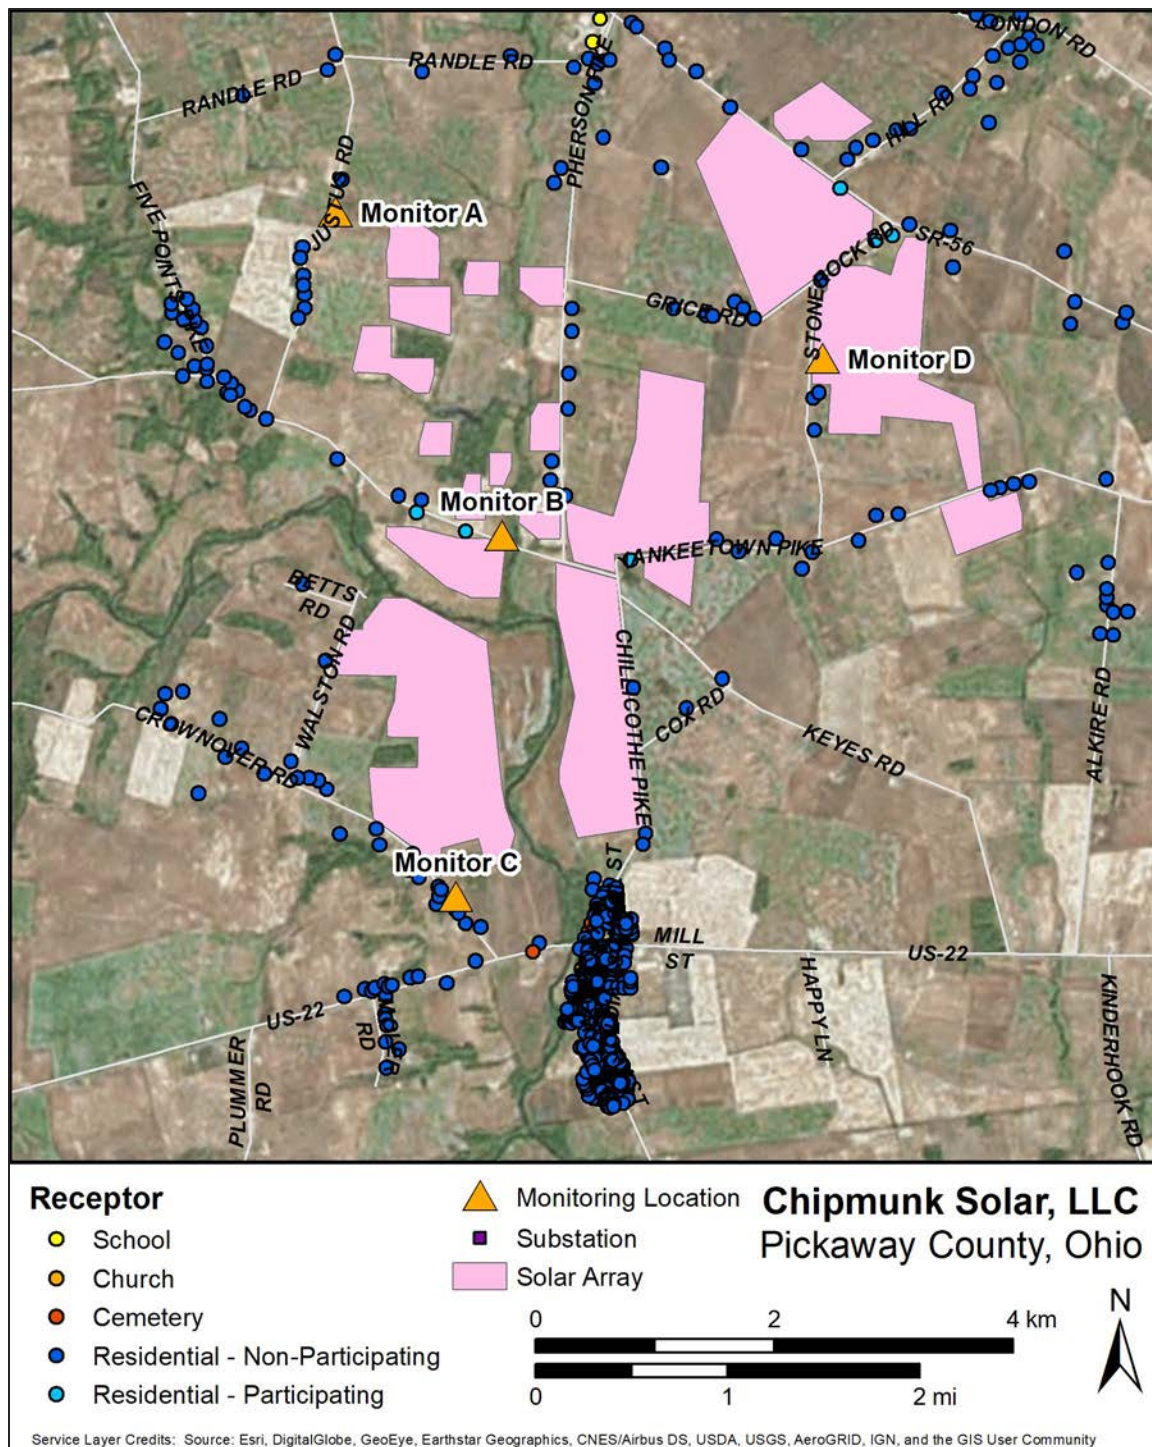 LONDON RD
RANDLE RD
RANDLE RD
PHERSON PIKE
HILL RD
JUSTUS RD
FIVE POINTS PIKE
Monitor A
SR-56
STONEROCK RD
GRICE RD
Monitor D
Monitor B
YANKEETOWN PIKE
BETTS
RD
WALSTON RD
CHILLICOTHE PIKE
COX RD
CROWNOVER RD
KEYES RD
ALKIRE RD
Monitor C
ST
MILL
ST
US-22
US-22
HAPPY LN
KINDERHOOK RD
PLUMMER
RD
RD
ST
Receptor
School
Church
Cemetery
Residential - Non-Participating
Residential - Participating
Monitoring Location
Substation
Solar Array
Chipmunk Solar, LLC
Pickaway County, Ohio
N
0 2 4 km
0 1 2 mi
Service Layer Credits: Source: Esri, DigitalGlobe, GeoEye, Earthstar Geographics, CNES/Airbus DS, USDA, USGS, AeroGRID, IGN, and the GIS User Community